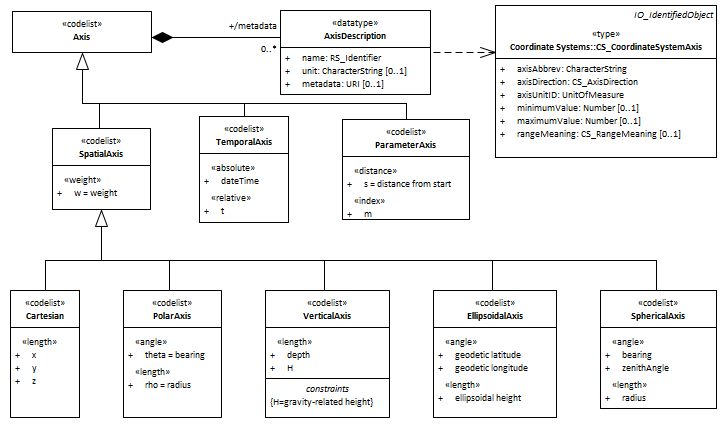 «codelist»
Axis
+/metadata
0..*
«datatype»
AxisDescription
+ name: RS_Identifier
+ unit: CharacterString [0..1]
+ metadata: URI [0..1]
IO_IdentifiedObject
«type»
Coordinate Systems::CS_CoordinateSystemAxis
+ axisAbbrev: CharacterString
+ axisDirection: CS_AxisDirection
+ axisUnitID: UnitOfMeasure
+ minimumValue: Number [0..1]
+ maximumValue: Number [0..1]
+ rangeMeaning: CS_RangeMeaning [0..1]
«codelist»
SpatialAxis
«weight»
+ w = weight
«codelist»
TemporalAxis
«absolute»
+ dateTime
«relative»
+ t
«codelist»
ParameterAxis
«distance»
+ s = distance from start
«index»
+ m
«codelist»
Cartesian
«length»
+ x
+ y
+ z
«codelist»
PolarAxis
«angle»
+ theta = bearing
«length»
+ rho = radius
«codelist»
VerticalAxis
«length»
+ depth
+ H
constraints
{H=gravity-related height}
«codelist»
EllipsoidalAxis
«angle»
+ geodetic latitude
+ geodetic longitude
«length»
+ ellipsoidal height
«codelist»
SphericalAxis
«angle»
+ bearing
+ zenithAngle
«length»
+ radius